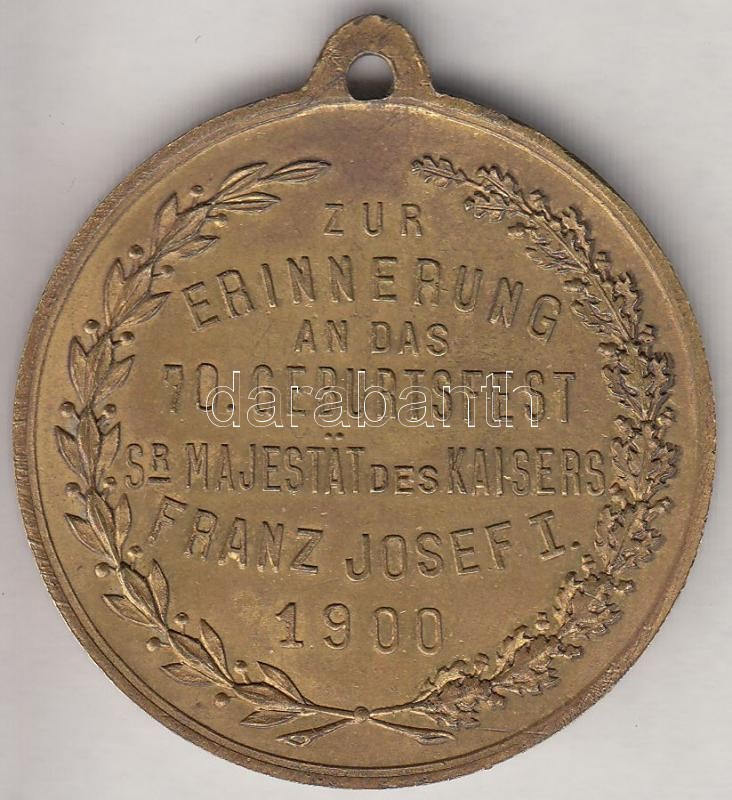 ZUR
ERINNERUNG
AN DAS
70. GEBURTSFEST
SR MAJESTÄT DES KAISERS
FRANZ JOSEF I.
1900
darabanth